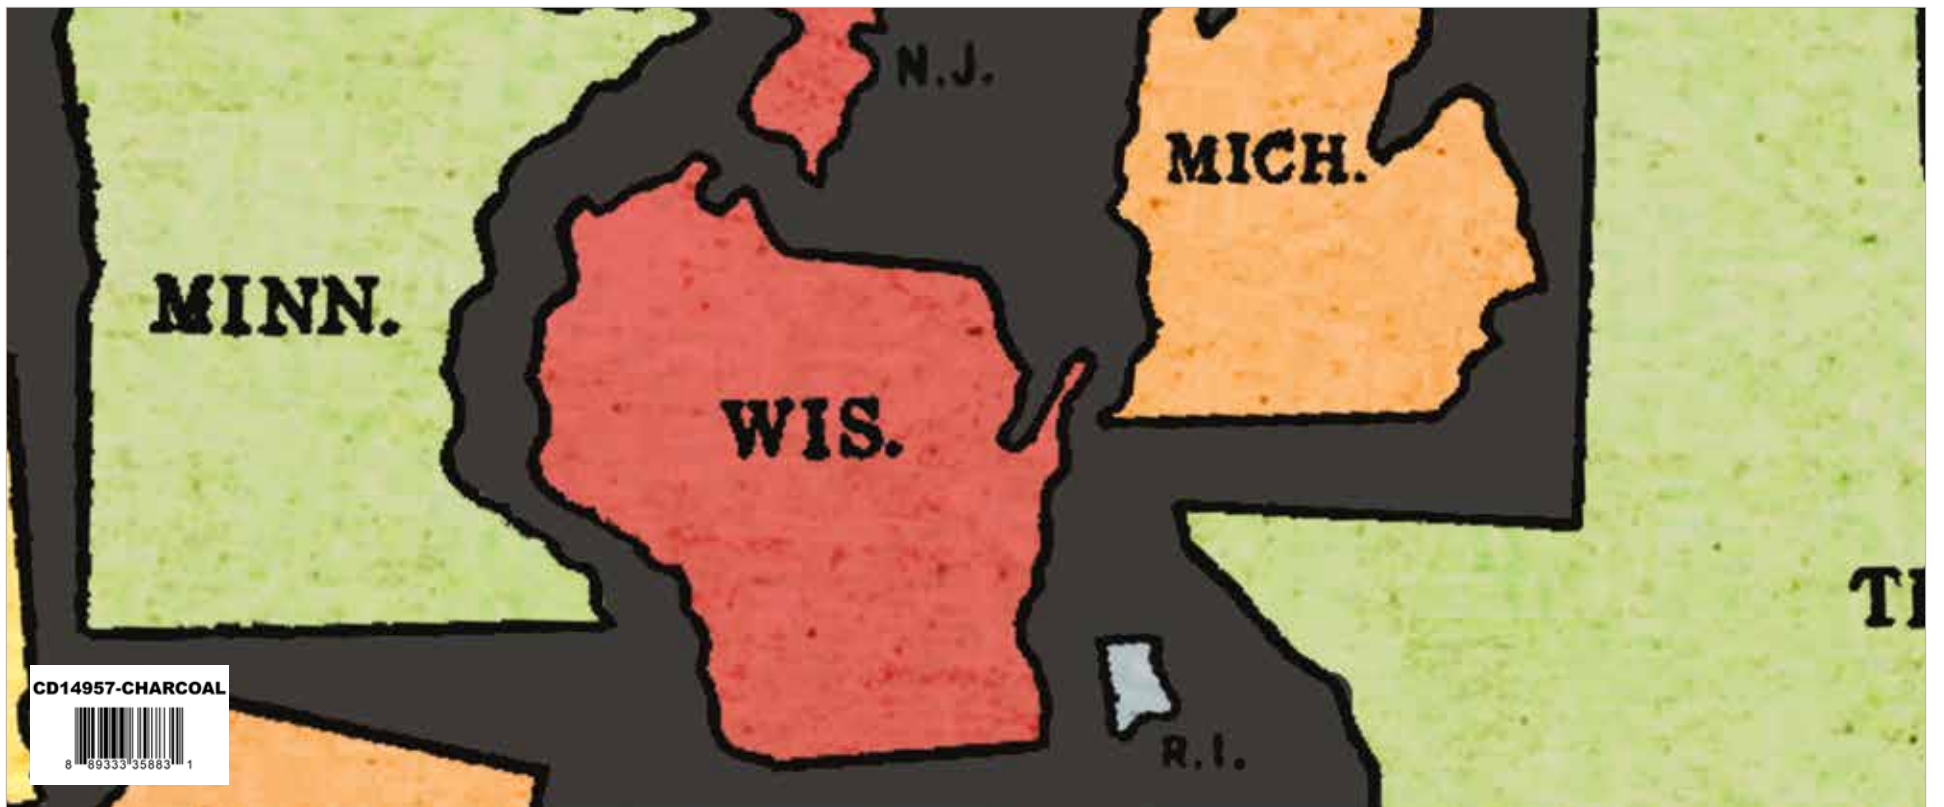 N.J.
MICH.
MINN.
WIS.
R.I.
CD14957-CHARCOAL
8 89333 35883 1